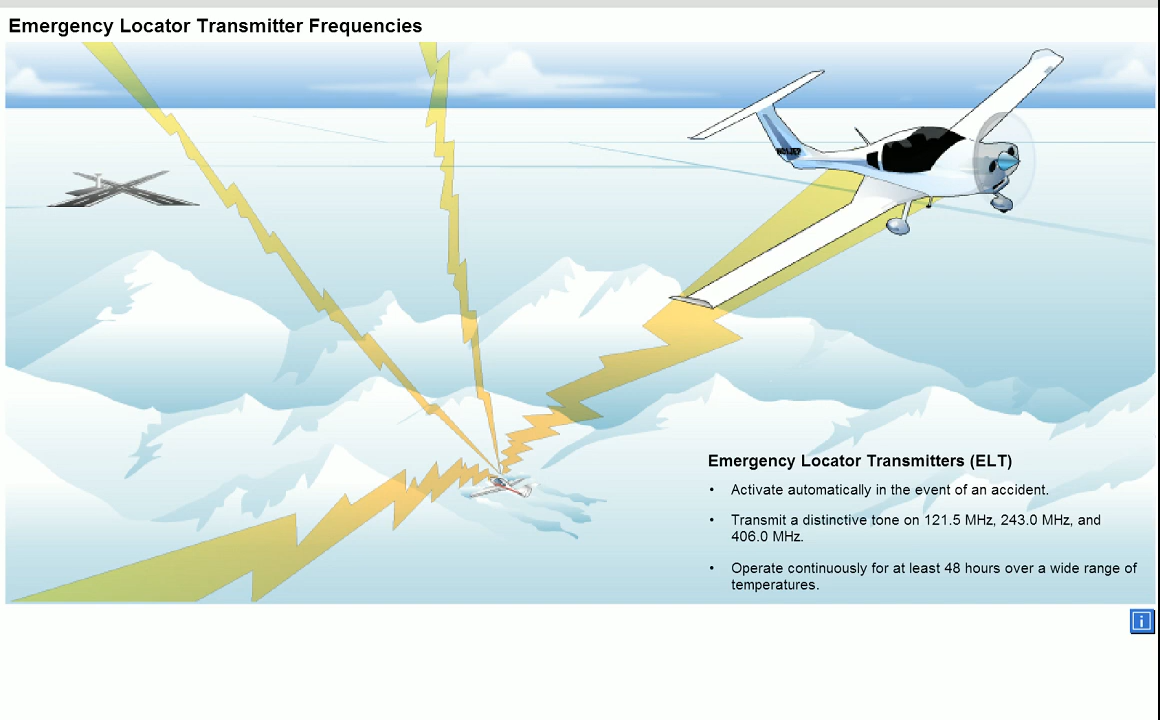 Emergency Locator Transmitter Frequencies
Emergency Locator Transmitters (ELT)
• Activate automatically in the event of an accident.
• Transmit a distinctive tone on 121.5 MHz, 243.0 MHz, and
406.0 MHz.
• Operate continuously for at least 48 hours over a wide range of
temperatures.
i